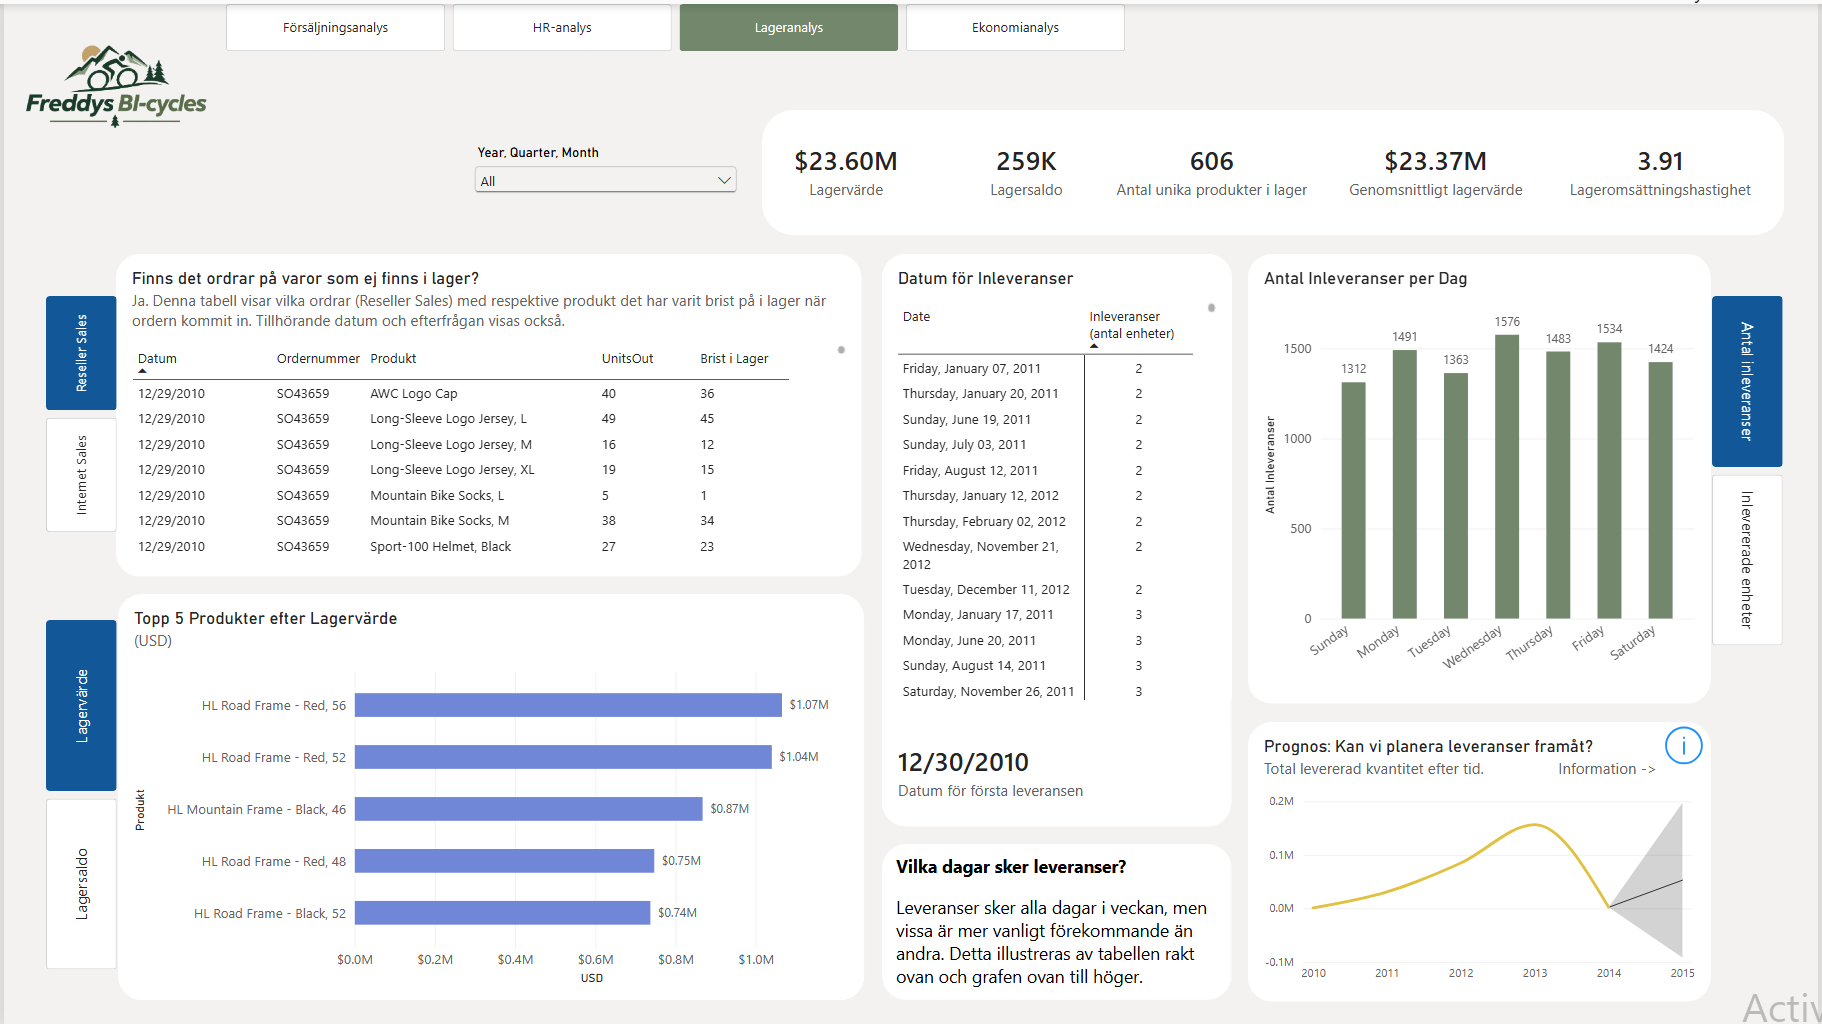 Försäljningsanalys
HR-analys
Lageranalys
Ekonomianalys
Freddys BI-cycles
Year, Quarter, Month
All
$23.60M
Lagervärde
259K
Lagersaldo
606
Antal unika produkter i lager
$23.37M
Genomsnittligt lagervärde
3.91
Lageromsättningshastighet
Reseller Sales
Internet Sales
Finns det ordrar på varor som ej finns i lager?
Ja. Denna tabell visar vilka ordrar (Reseller Sales) med respektive produkt det har varit brist på i lager när
ordern kommit in. Tillhörande datum och efterfrågan visas också.
Datum Ordernummer Produkt UnitsOut Brist i Lager
12/29/2010 SO43659 AWC Logo Cap 40 36
12/29/2010 SO43659 Long-Sleeve Logo Jersey, L 49 45
12/29/2010 SO43659 Long-Sleeve Logo Jersey, M 16 12
12/29/2010 SO43659 Long-Sleeve Logo Jersey, XL 19 15
12/29/2010 SO43659 Mountain Bike Socks, L 5 1
12/29/2010 SO43659 Mountain Bike Socks, M 38 34
12/29/2010 SO43659 Sport-100 Helmet, Black 27 23
Lagervärde
Lagersaldo
Topp 5 Produkter efter Lagervärde
(USD)
Produkt
HL Road Frame - Red, 56 $1.07M
HL Road Frame - Red, 52 $1.04M
HL Mountain Frame - Black, 46 $0.87M
HL Road Frame - Red, 48 $0.75M
HL Road Frame - Black, 52 $0.74M
$0.0M $0.2M $0.4M $0.6M $0.8M $1.0M
USD
Datum för Inleveranser
Date Inleveranser
(antal enheter)
Friday, January 07, 2011 2
Thursday, January 20, 2011 2
Sunday, June 19, 2011 2
Sunday, July 03, 2011 2
Friday, August 12, 2011 2
Thursday, January 12, 2012 2
Thursday, February 02, 2012 2
Wednesday, November 21, 2
2012
Tuesday, December 11, 2012 2
Monday, January 17, 2011 3
Monday, June 20, 2011 3
Sunday, August 14, 2011 3
Saturday, November 26, 2011 3
12/30/2010
Datum för första leveransen
Vilka dagar sker leveranser?
Leveranser sker alla dagar i veckan, men
vissa är mer vanligt förekommande än
andra. Detta illustreras av tabellen rakt
ovan och grafen ovan till höger.
Antal Inleveranser per Dag
Antal Inleveranser
1500
1000
500
0
1312 1491 1363 1576 1483 1534 1424
Sunday Monday Tuesday Wednesday Thursday Friday Saturday
Antal inleveranser
Inlevererade enheter
Prognos: Kan vi planera leveranser framåt?
Total levererad kvantitet efter tid. Information ->
0.2M
0.1M
0.0M
-0.1M
2010 2011 2012 2013 2014 2015